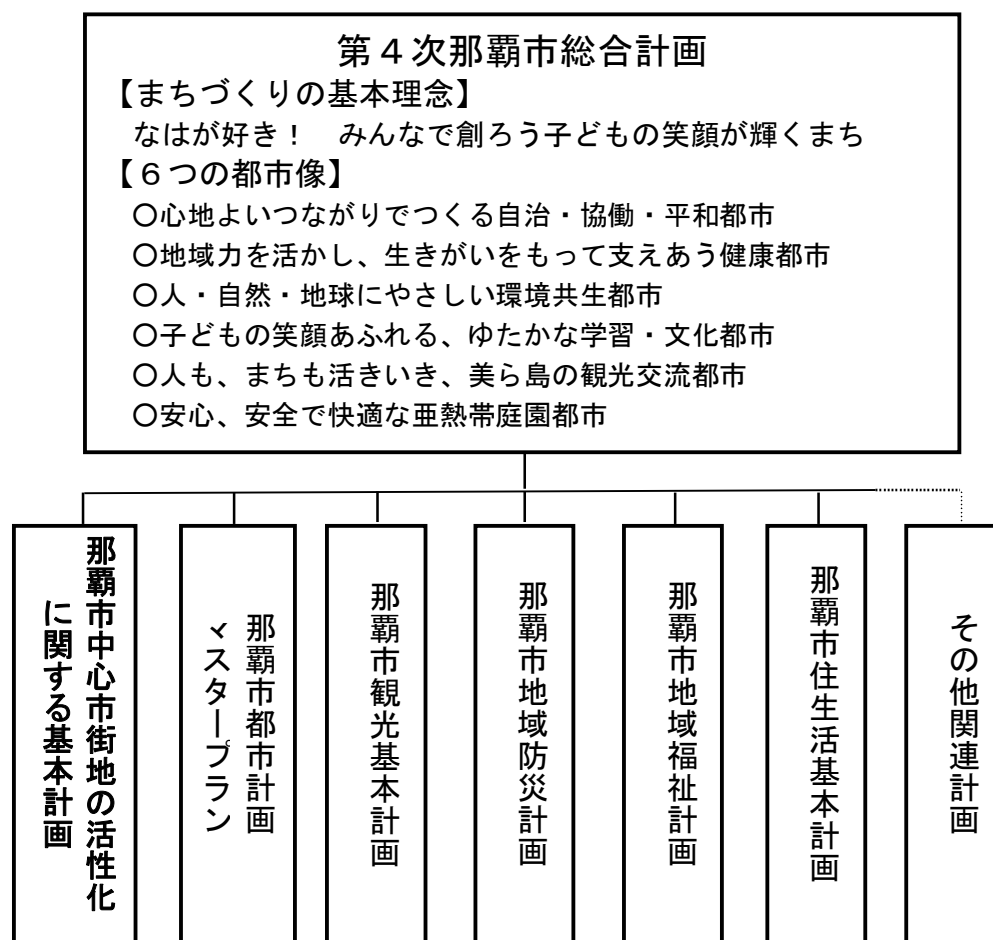 第４次那覇市総合計画
【まちづくりの基本理念】
なはが好き！　みんなで創ろう子どもの笑顔が輝くまち
【６つの都市像】
○心地よいつながりでつくる自治・協働・平和都市
○地域力を活かし、生きがいをもって支えあう健康都市
○人・自然・地球にやさしい環境共生都市
○子どもの笑顔あふれる、ゆたかな学習・文化都市
○人も、まちも活きいき、美ら島の観光交流都市
○安心、安全で快適な亜熱帯庭園都市
那覇市中心市街地の活性化
に関する基本計画
那覇市都市計画
マスタープラン
那覇市観光基本計画
那覇市地域防災計画
那覇市地域福祉計画
那覇市住生活基本計画
その他関連計画